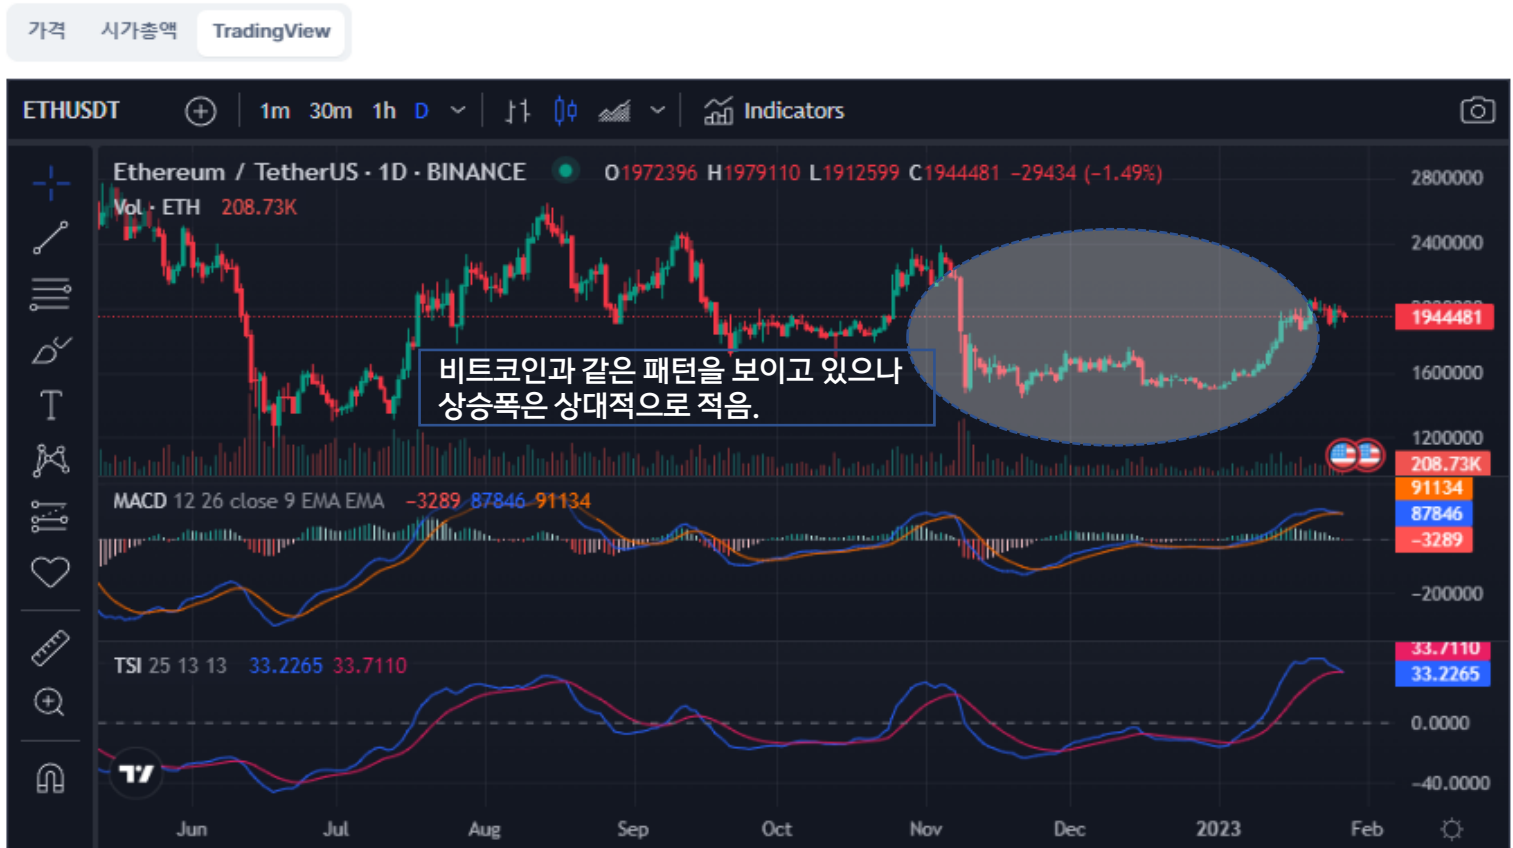 가격 시가총액 TradingView
ETHUSDT 1m 30m 1h D Indicators
Ethereum / TetherUS · 1D · BINANCE O1972396 H1979110 L1912599 C1944481 −29434 (−1.49%)
Vol · ETH 208.73K
2800000
2400000
1944481
비트코인과 같은 패턴을 보이고 있으나
상승폭은 상대적으로 적음.
1600000
1200000
208.73K
MACD 12 26 close 9 EMA EMA −3289 87846 91134
91134
87846
−3289
−200000
TSI 25 13 13 33.2265 33.7110
33.7110
33.2265
0.0000
−40.0000
Jun Jul Aug Sep Oct Nov Dec 2023 Feb